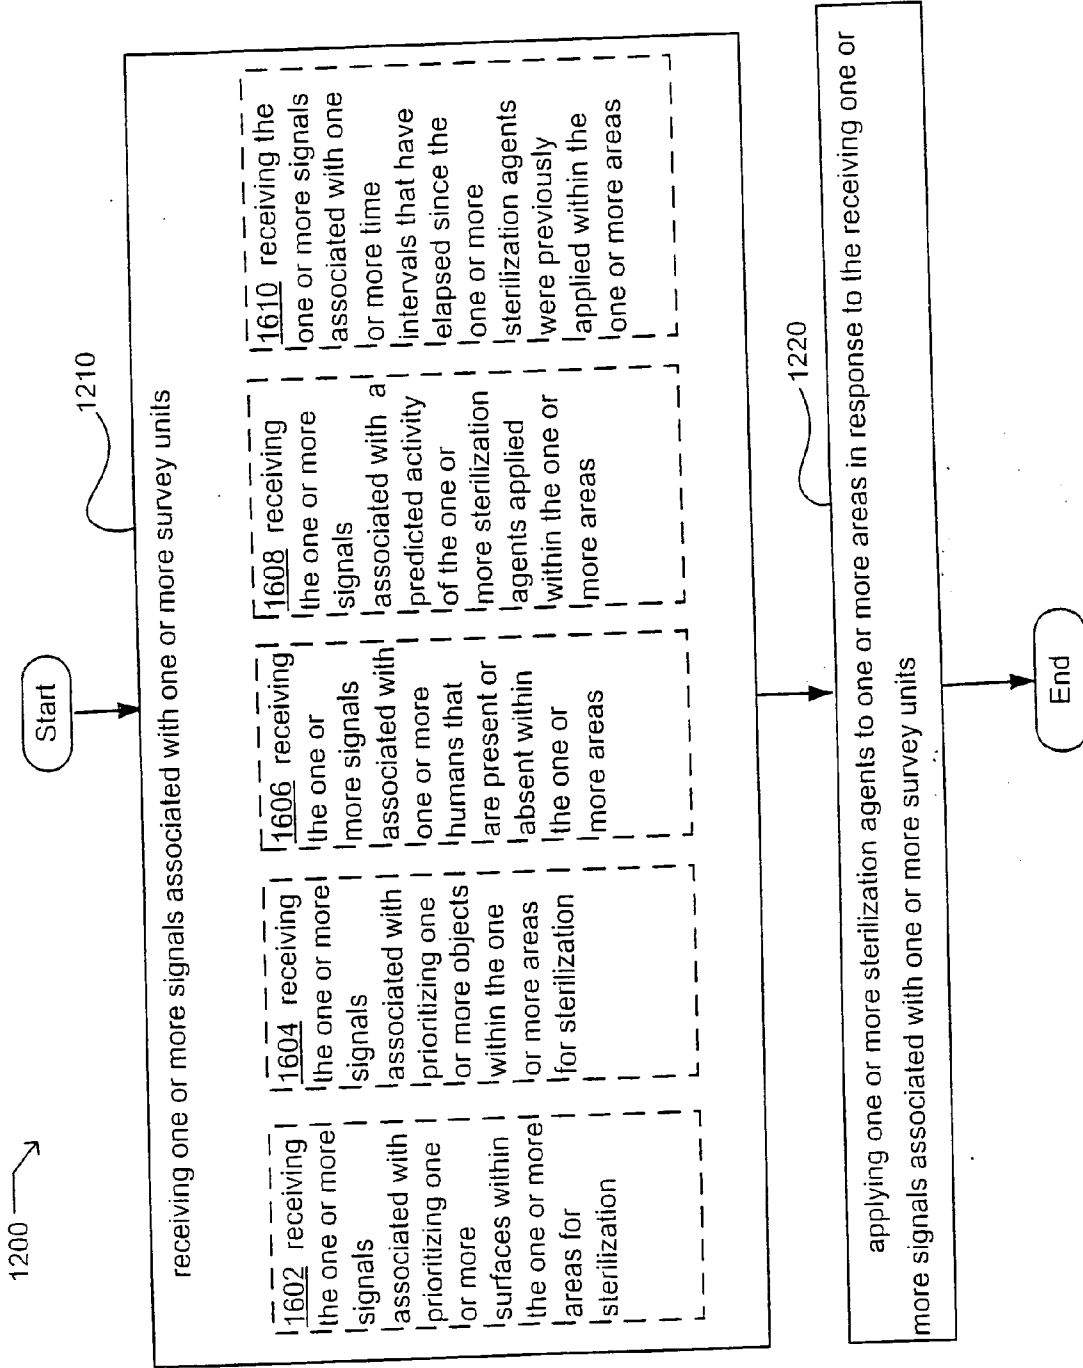 1200
Start
1210
receiving one or more signals associated with one or more survey units
1602 receiving
the one or more
signals
associated with
prioritizing one
or more
surfaces within
the one or more
areas for
sterilization
1604 receiving
the one or more
signals
associated with
prioritizing one
or more objects
within the one
or more areas
for sterilization
1606 receiving
the one or
more signals
associated with
one or more
humans that
are present or
absent within
the one or
more areas
1608 receiving
the one or more
signals
associated with a
predicted activity
of the one or
more sterilization
agents applied
within the one or
more areas
1610 receiving the
one or more signals
associated with one
or more time
intervals that have
elapsed since the
one or more
sterilization agents
were previously
applied within the
one or more areas
1220
applying one or more sterilization agents to one or more areas in response to the receiving one or
more signals associated with one or more survey units
End